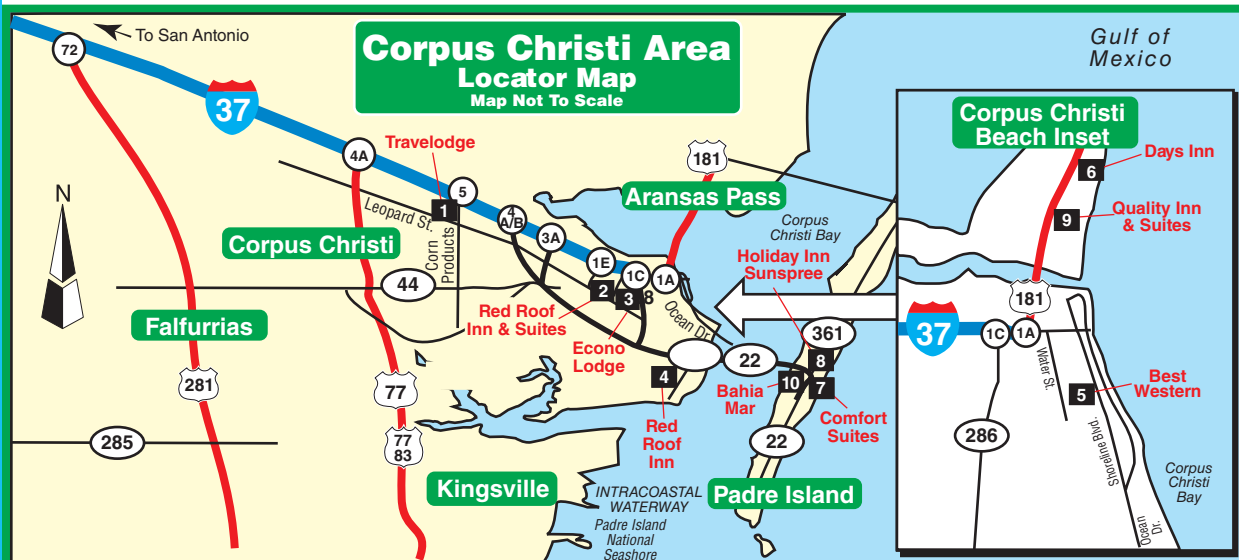 To San Antonio
72
37
Corpus Christi Area
Locator Map
Map Not To Scale
Gulf of
Mexico
Travelodge
4A
5
1
Leopard St.
Corn
Products
4
A/B
3A
1E
1C
1A
2
3
8
181
Aransas Pass
Corpus
Christi Bay
Holiday Inn
Sunspree
N
Corpus Christi
44
Falfurrias
Red Roof
Inn & Suites
Econo
Lodge
Ocean Dr.
361
22
8
10
7
4
Bahia
Mar
Comfort
Suites
Red
Roof
Inn
281
77
77
83
285
22
Kingsville
INTRACOASTAL
WATERWAY
Padre Island
National
Seashore
Padre Island
Corpus Christi
Beach Inset
6
Days Inn
9
Quality Inn
& Suites
181
37
1C
1A
Water St.
5
Best
Western
286
Shoreline Blvd.
Corpus
Christi
Bay
Ocean
Dr.